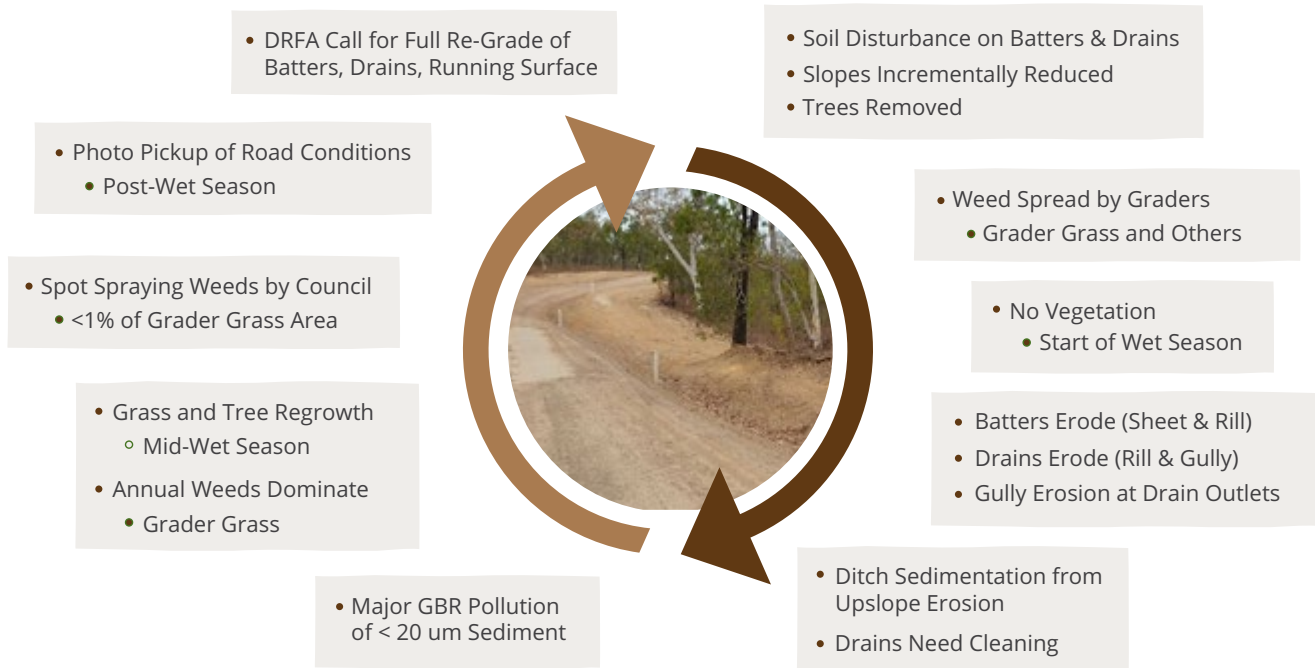 DRFA Call for Full Re-Grade of
Batters, Drains, Running Surface
Soil Disturbance on Batters & Drains
Slopes Incrementally Reduced
Trees Removed
Weed Spread by Graders
Grader Grass and Others
No Vegetation
Start of Wet Season
Batters Erode (Sheet & Rill)
Drains Erode (Rill & Gully)
Gully Erosion at Drain Outlets
Ditch Sedimentation from
Upslope Erosion
Drains Need Cleaning
Major GBR Pollution
of < 20 um Sediment
Grass and Tree Regrowth
Mid-Wet Season
Annual Weeds Dominate
Grader Grass
Spot Spraying Weeds by Council
<1% of Grader Grass Area
Photo Pickup of Road Conditions
Post-Wet Season